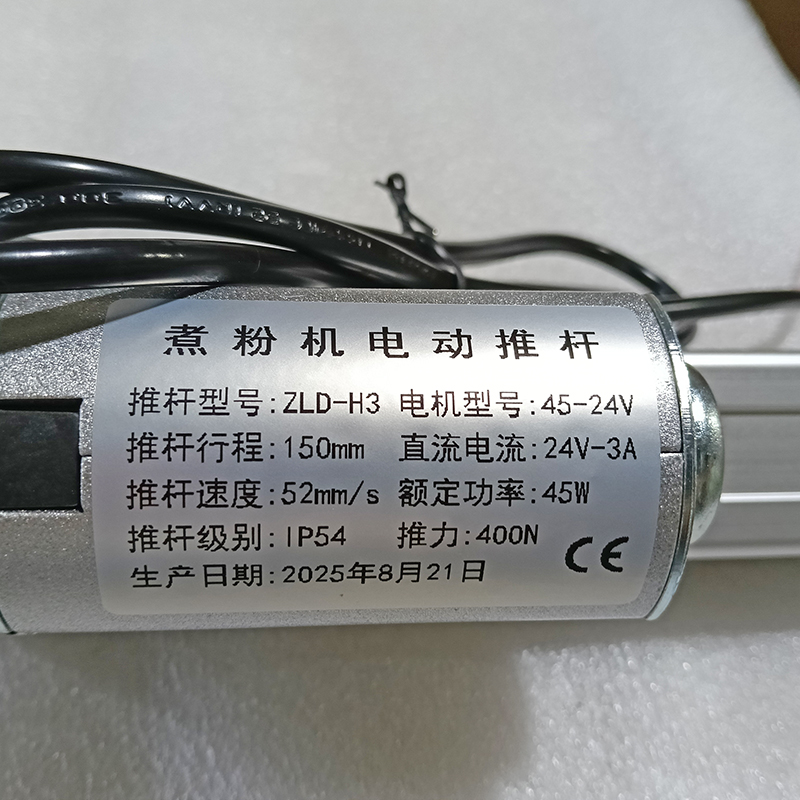 煮粉机电动推杆
推杆型号:ZLD-H3 电机型号:45-24V
推杆行程:150mm 直流电流:24V-3A
推杆速度:52mm/s 额定功率:45W
推杆级别:IP54 推力:400N
生产日期:2025年8月21日
CE